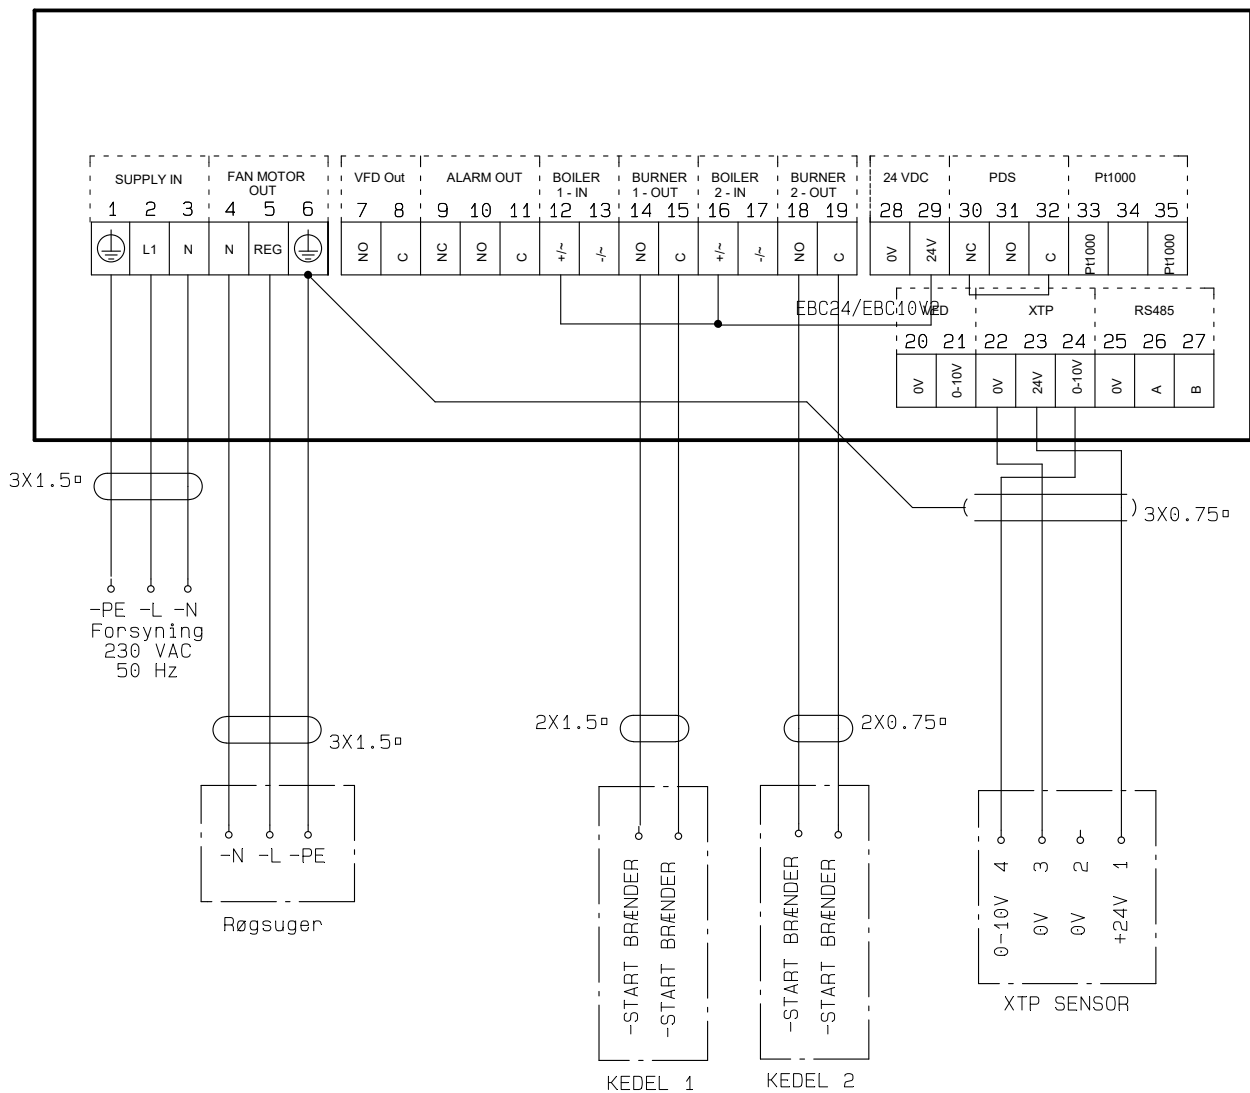 SUPPLY IN FAN MOTOR VFD Out ALARM OUT BOILER BURNER BOILER BURNER 24 VDC PDS Pt1000
OUT 1 - IN 1 - OUT 2 - IN 2 - OUT
1 2 3 4 5 6 7 8 9 10 11 12 13 14 15 16 17 18 19 28 29 30 31 32 33 34 35
L1 N N REG NO C NC NO C +/~ -/~ NO C +/~ -/~ NO C 0V 24V NC NO C Pt1000 Pt1000
EBC24/EBC10V2 VFD XTP RS485
20 21 22 23 24 25 26 27
0V 0-10V 0V 24V 0-10V 0V A B
3X1.5▫
3X0.75▫
-PE -L -N
Forsyning
230 VAC
50 Hz
3X1.5▫
2X1.5▫
2X0.75▫
-N -L -PE
Røgsuger
-START BRÆNDER
-START BRÆNDER
KEDEL 1
-START BRÆNDER
-START BRÆNDER
KEDEL 2
4 3 2 1
0-10V 0V 0V +24V
XTP SENSOR